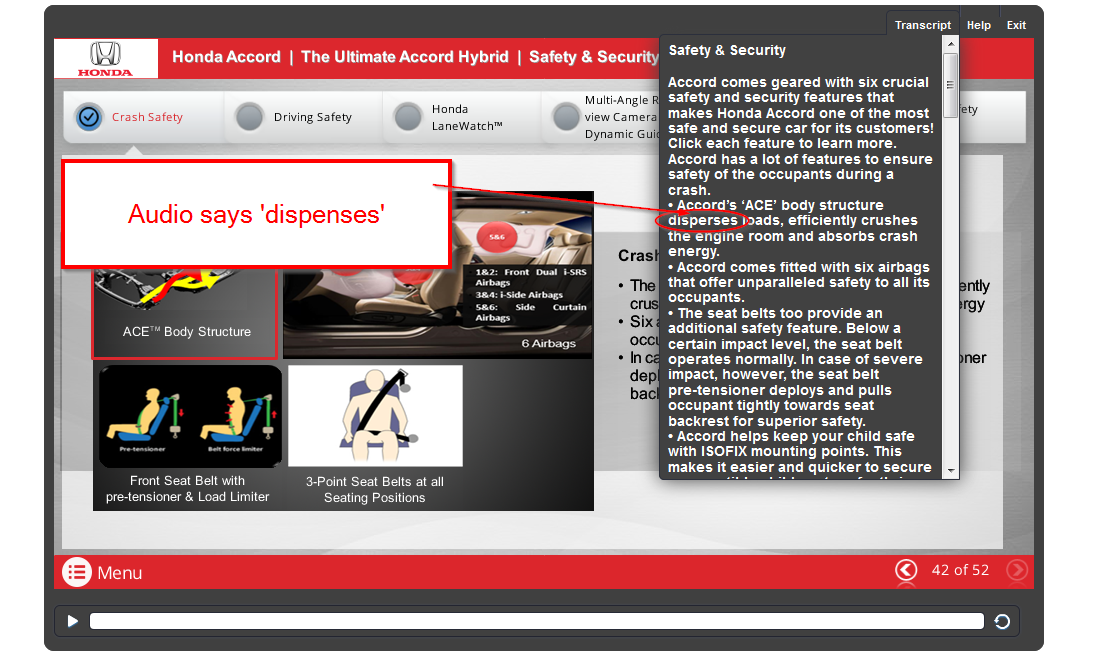 Transcript Help Exit
HONDA
Honda Accord | The Ultimate Accord Hybrid | Safety & Security
Crash Safety
Driving Safety
Honda
LaneWatch™
Multi-Angle R
view Camera
Dynamic Guid
ety
Audio says 'dispenses'
5&6
1&2: Front Dual i-SRS
Airbags
3&4: i-Side Airbags
5&6: Side Curtain
Airbags
6 Airbags
ACE™ Body Structure
Pre-tensioner
Belt force limiter
Front Seat Belt with
pre-tensioner & Load Limiter
3-Point Seat Belts at all
Seating Positions
Crash
• The
ently
crus
ergy
• Six a
occu
• In ca
oner
depl
back
Safety & Security
Accord comes geared with six crucial
safety and security features that
makes Honda Accord one of the most
safe and secure car for its customers!
Click each feature to learn more.
Accord has a lot of features to ensure
safety of the occupants during a
crash.
• Accord's ‘ACE’ body structure
disperses loads, efficiently crushes
the engine room and absorbs crash
energy.
• Accord comes fitted with six airbags
that offer unparalleled safety to all its
occupants.
• The seat belts too provide an
additional safety feature. Below a
certain impact level, the seat belt
operates normally. In case of severe
impact, however, the seat belt
pre-tensioner deploys and pulls
occupant tightly towards seat
backrest for superior safety.
• Accord helps keep your child safe
with ISOFIX mounting points. This
makes it easier and quicker to secure
Menu
42 of 52